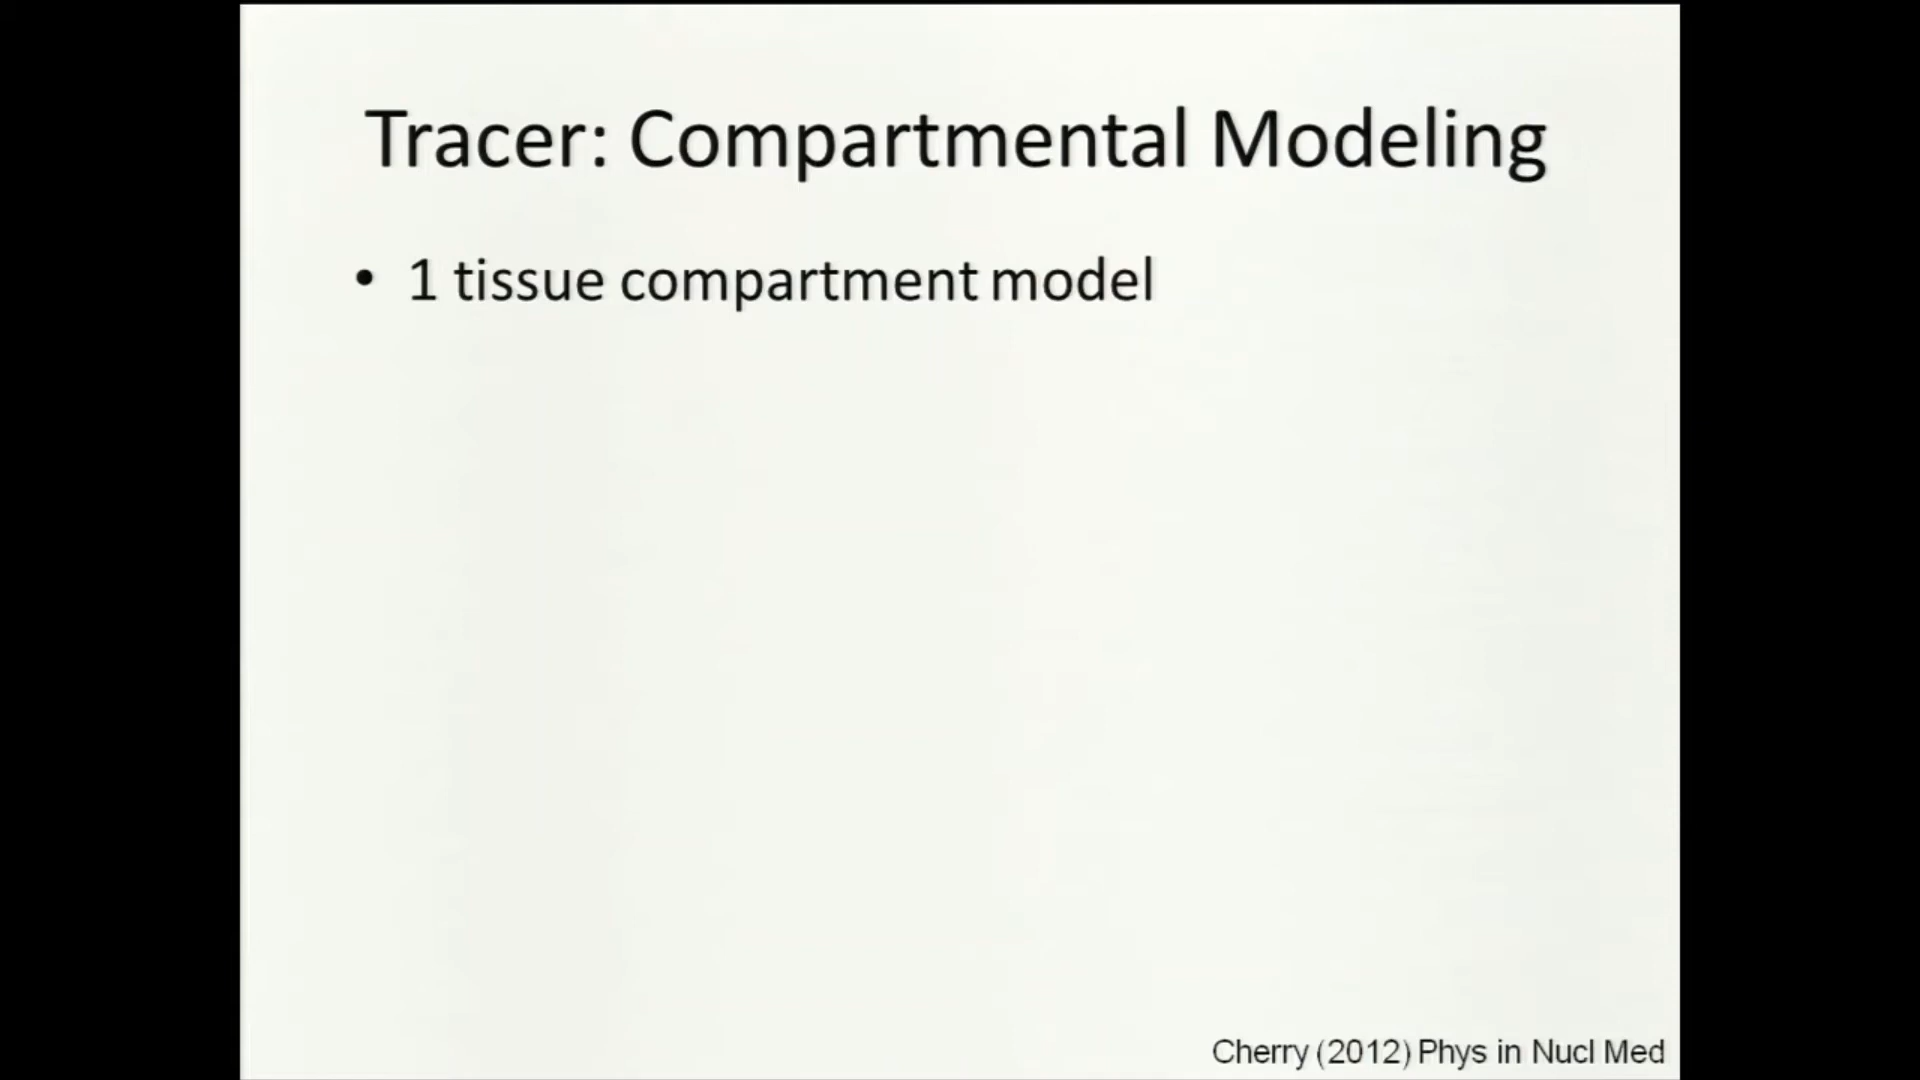 Tracer: Compartmental Modeling
• 1 tissue compartment model
Cherry (2012) Phys in Nucl Med